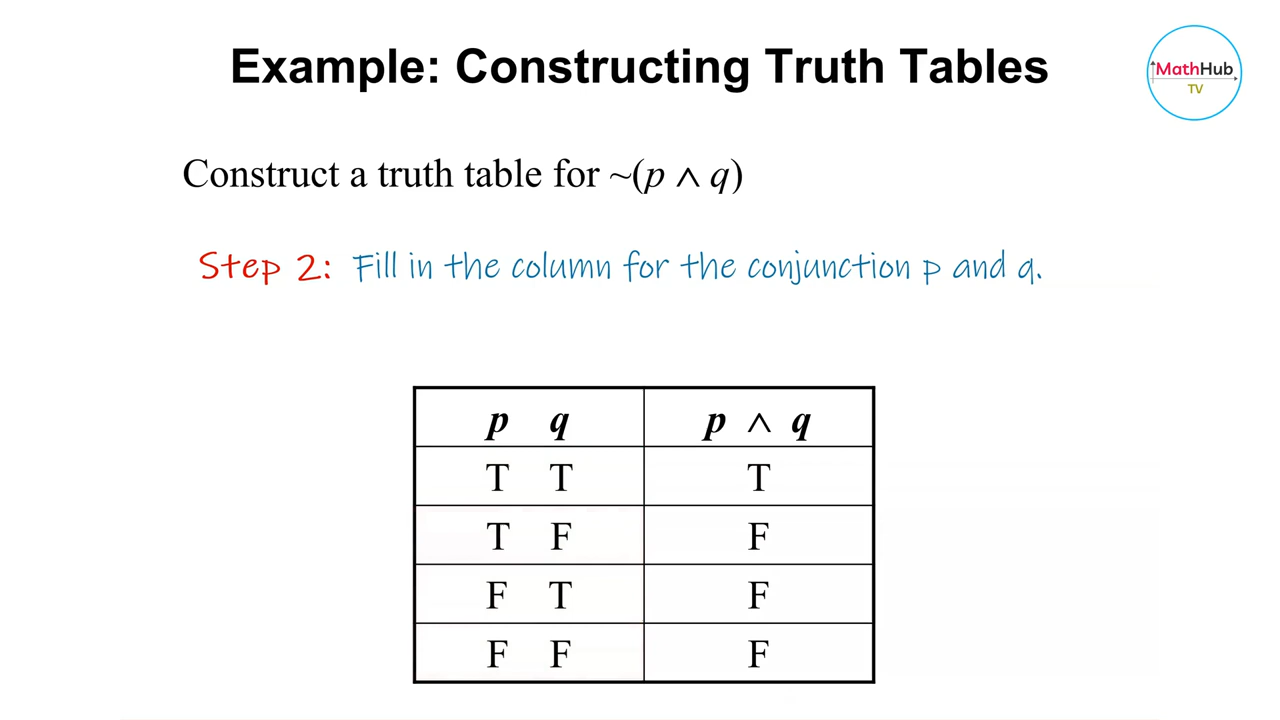 Example: Constructing Truth Tables
MathHub
TV
Construct a truth table for ~(p ∧ q)
Step 2: Fill in the column for the conjunction p and q.
p q p ∧ q
T T T
T F F
F T F
F F F